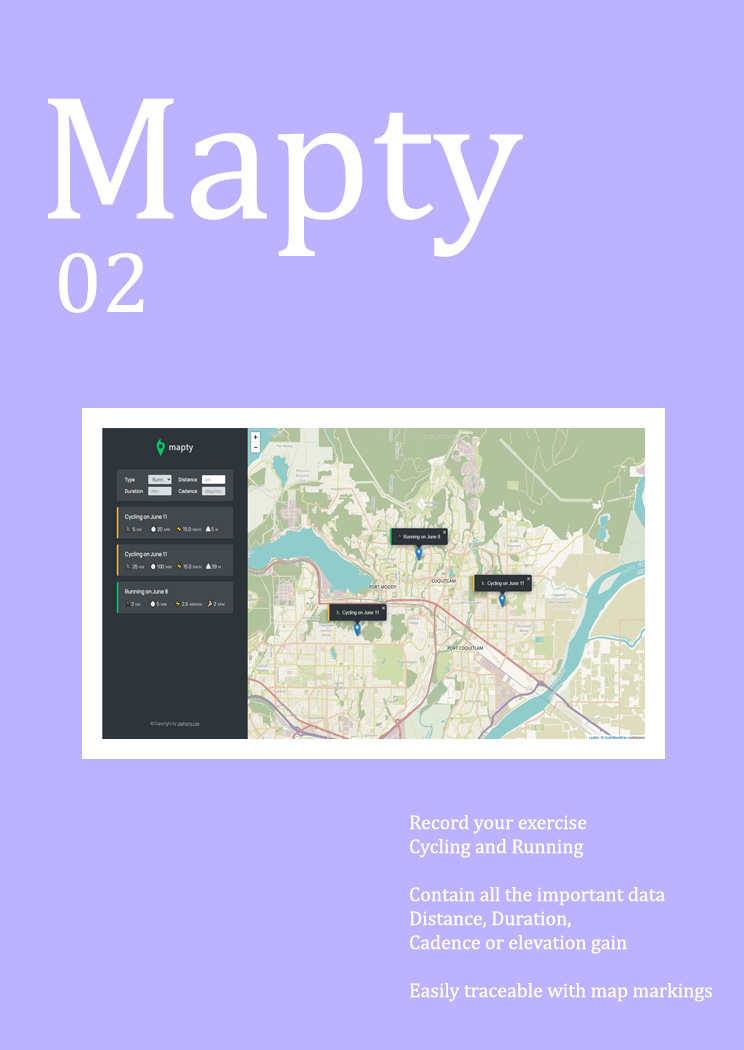 Mapty
02
mapty
Type Runni Distance km
Duration min Cadence
Cycling on June 11
5 KM 20 MIN 15.0 KM/H 5 M
Cycling on June 11
25 KM 100 MIN 15.0 KM/H 39 M
Running on June 8
2 KM 5 MIN 2.5 MIN/KM 2 SPM
© Copyright by
+
−
Running on June 8
Cycling on June 11
Cycling on June 11
PORT MOODY
COQUITLAM
PORT COQUITLAM
Leaflet | © OpenStreetMap contributors
Record your exercise
Cycling and Running
Contain all the important data
Distance, Duration,
Cadence or elevation gain
Easily traceable with map markings